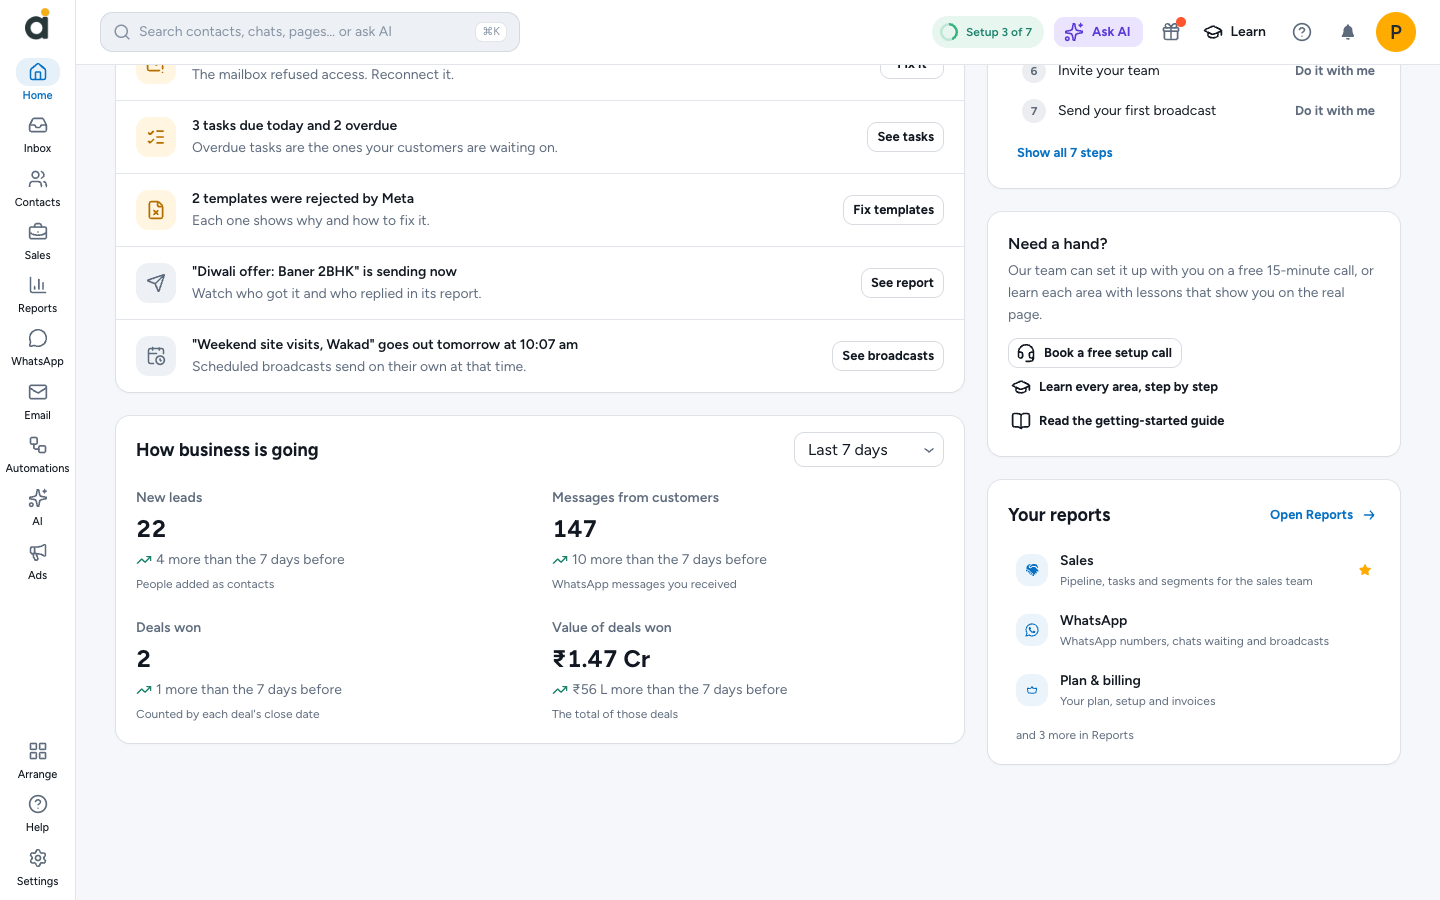 a
Search contacts, chats, pages... or ask AI
⌘K
Setup 3 of 7
Ask AI
Learn
P
Home
Inbox
Contacts
Sales
Reports
WhatsApp
Email
Automations
AI
Ads
Arrange
Help
Settings
The mailbox refused access. Reconnect it.
Fix it
3 tasks due today and 2 overdue
Overdue tasks are the ones your customers are waiting on.
See tasks
2 templates were rejected by Meta
Each one shows why and how to fix it.
Fix templates
"Diwali offer: Baner 2BHK" is sending now
Watch who got it and who replied in its report.
See report
"Weekend site visits, Wakad" goes out tomorrow at 10:07 am
Scheduled broadcasts send on their own at that time.
See broadcasts
How business is going
Last 7 days
New leads
22
4 more than the 7 days before
People added as contacts
Messages from customers
147
10 more than the 7 days before
WhatsApp messages you received
Deals won
2
1 more than the 7 days before
Counted by each deal's close date
Value of deals won
₹1.47 Cr
₹56 L more than the 7 days before
The total of those deals
6 Invite your team Do it with me
7 Send your first broadcast Do it with me
Show all 7 steps
Need a hand?
Our team can set it up with you on a free 15-minute call, or
learn each area with lessons that show you on the real
page.
Book a free setup call
Learn every area, step by step
Read the getting-started guide
Your reports
Open Reports
Sales
Pipeline, tasks and segments for the sales team
WhatsApp
WhatsApp numbers, chats waiting and broadcasts
Plan & billing
Your plan, setup and invoices
and 3 more in Reports